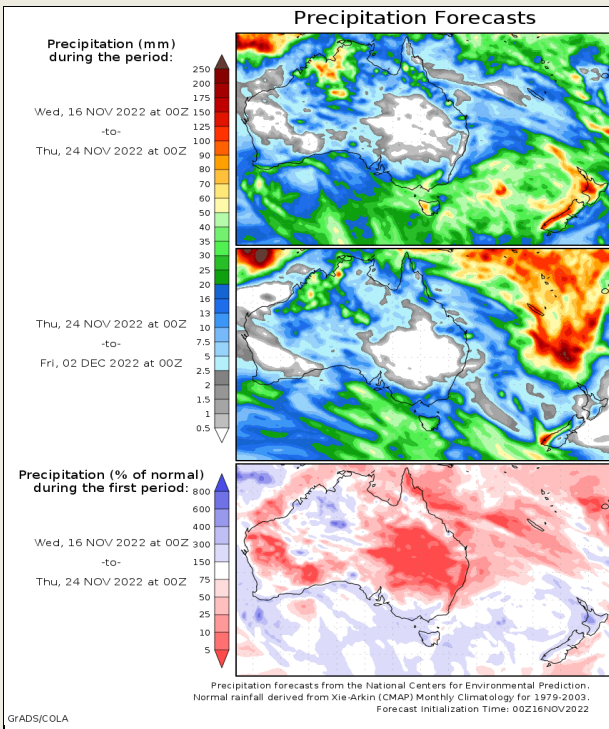 Precipitation Forecasts
Precipitation (mm)
during the period:
Wed, 16 NOV 2022 at 00Z
-to-
Thu, 24 NOV 2022 at 00Z
250
200
175
150
125
100
90
80
70
60
50
40
35
30
25
20
16
13
10
7.5
5
2.5
2
1.5
1
0.5
Thu, 24 NOV 2022 at 00Z
-to-
Fri, 02 DEC 2022 at 00Z
Precipitation (% of normal)
during the first period:
Wed, 16 NOV 2022 at 00Z
-to-
Thu, 24 NOV 2022 at 00Z
800
600
400
300
150
75
50
25
10
5
Precipitation forecasts from the National Centers for Environmental Prediction.
Normal rainfall derived from Xie-Arkin (CMAP) Monthly Climatology for 1979-2003.
Forecast Initialization Time: 00Z16NOV2022
GrADS/COLA